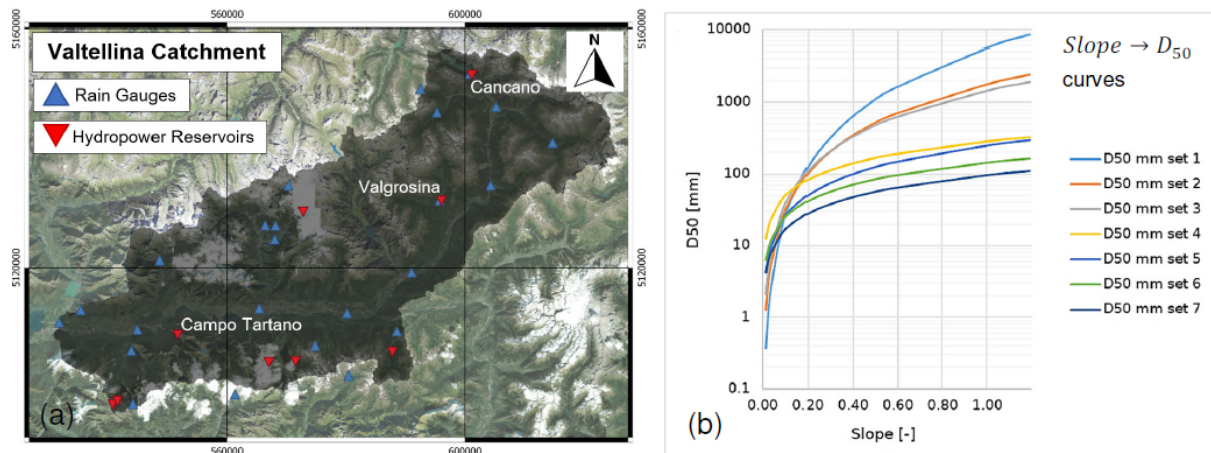 560000
600000
5160000
5160000
Valtellina Catchment
Rain Gauges
Hydropower Reservoirs
N
Cancano
Valgrosina
Campo Tartano
5120000
5120000
(a)
560000
600000
10000
1000
100
10
1
0.1
D50 [mm]
0.00 0.20 0.40 0.60 0.80 1.00
Slope [-]
(b)
Slope → D50
curves
D50 mm set 1
D50 mm set 2
D50 mm set 3
D50 mm set 4
D50 mm set 5
D50 mm set 6
D50 mm set 7